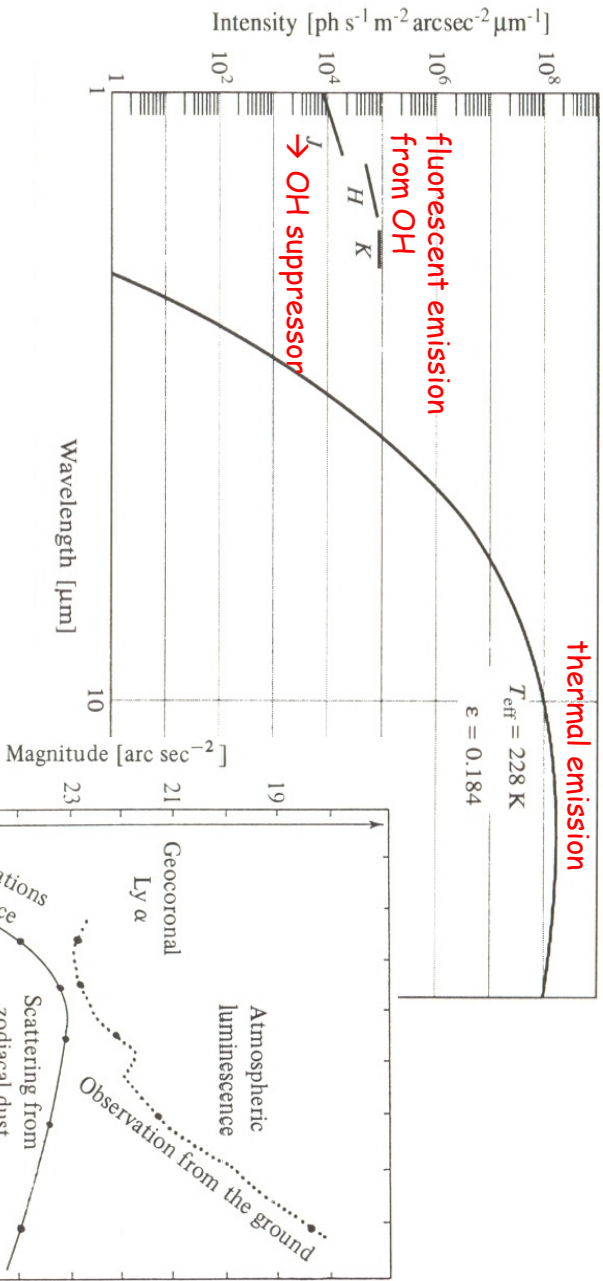 Intensity [ph s-1 m-2 arcsec-2 μm-1]
1
10²
10⁴
10⁶
10⁸
1
10
Wavelength [μm]
fluorescent emission
from OH
J
H
K
→ OH suppressor
thermal emission
T_eff = 228 K
ε = 0.184
Magnitude [arc sec⁻²]
23
21
19
Geocoronal
Ly α
Atmospheric
luminescence
Observation from the ground
Scattering from
zodiacal dust